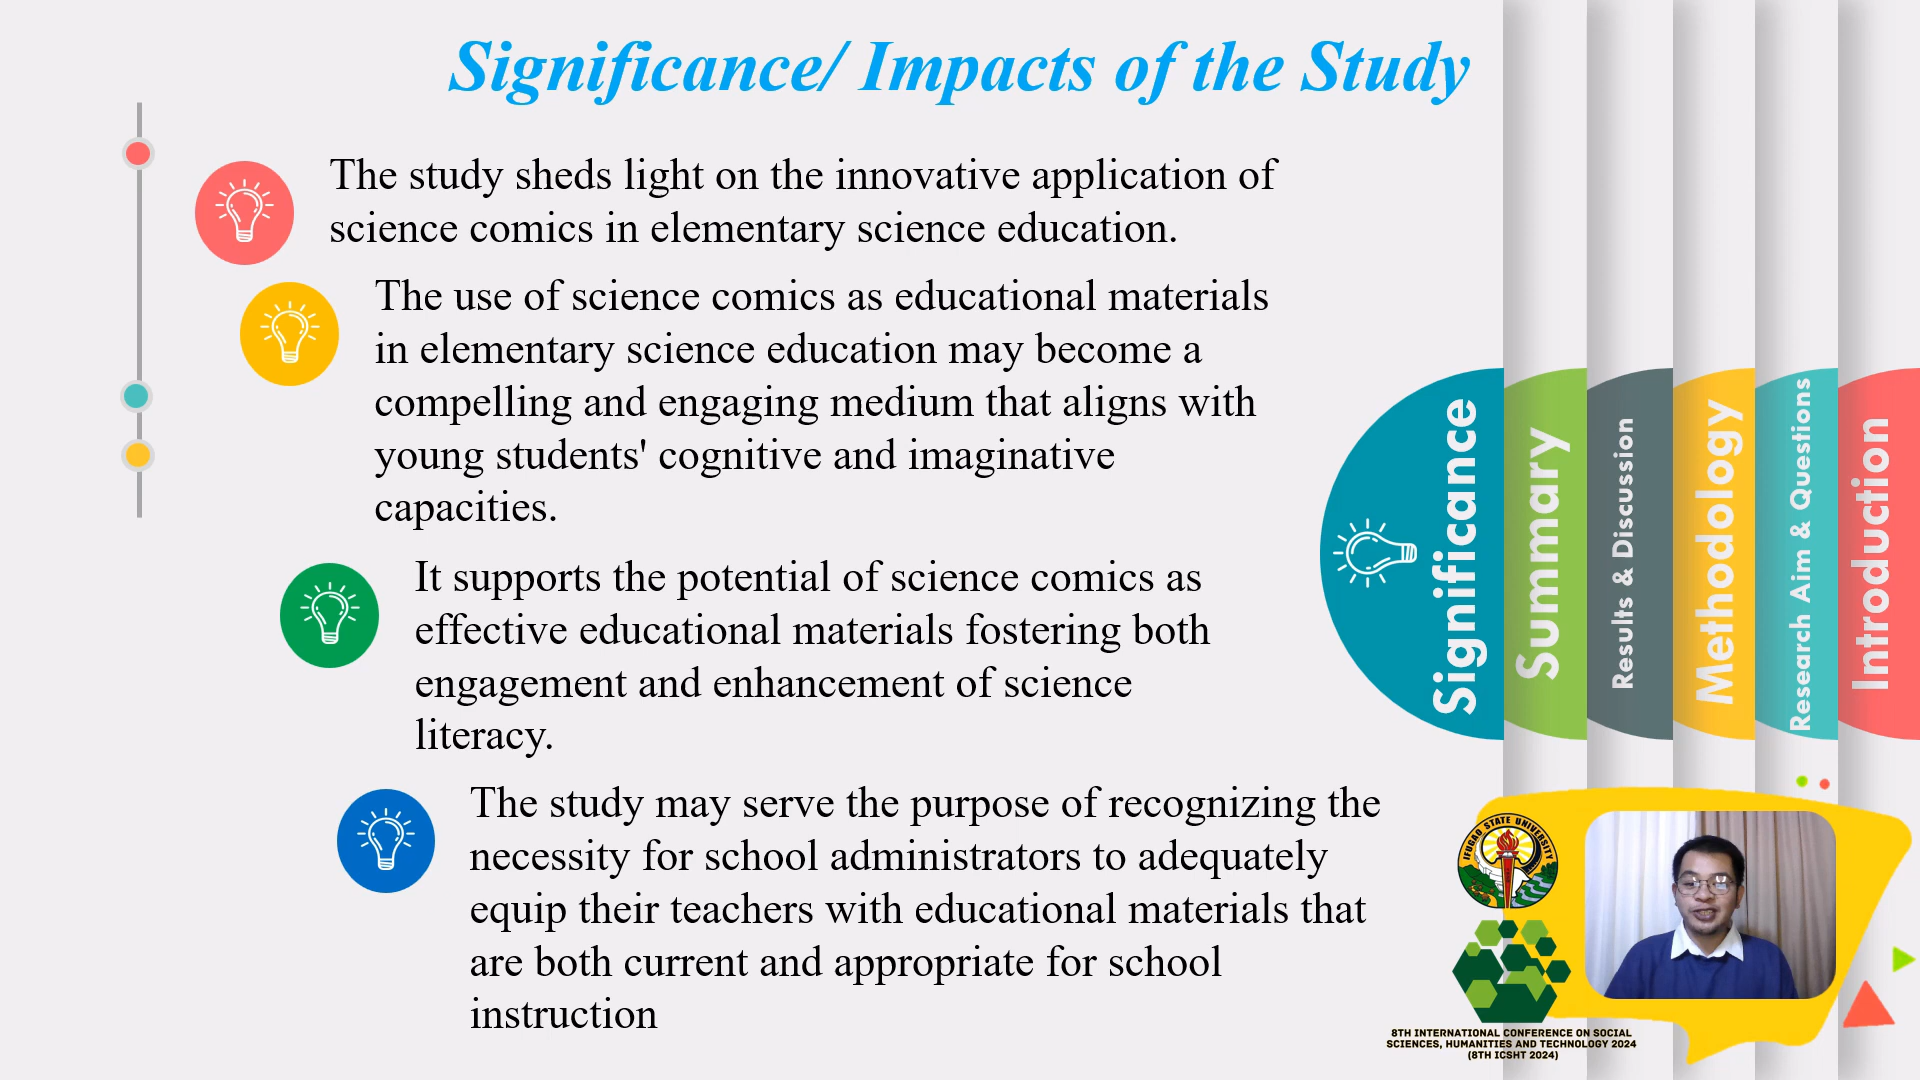 Significance/ Impacts of the Study
The study sheds light on the innovative application of
science comics in elementary science education.
The use of science comics as educational materials
in elementary science education may become a
compelling and engaging medium that aligns with
young students' cognitive and imaginative
capacities.
It supports the potential of science comics as
effective educational materials fostering both
engagement and enhancement of science
literacy.
The study may serve the purpose of recognizing the
necessity for school administrators to adequately
equip their teachers with educational materials that
are both current and appropriate for school
instruction
Significance
Summary
Results & Discussion
Methodology
Research Aim & Questions
Introduction
IFUGAO STATE UNIVERSITY
8TH INTERNATIONAL CONFERENCE ON SOCIAL
SCIENCES, HUMANITIES AND TECHNOLOGY 2024
(8TH ICSHT 2024)